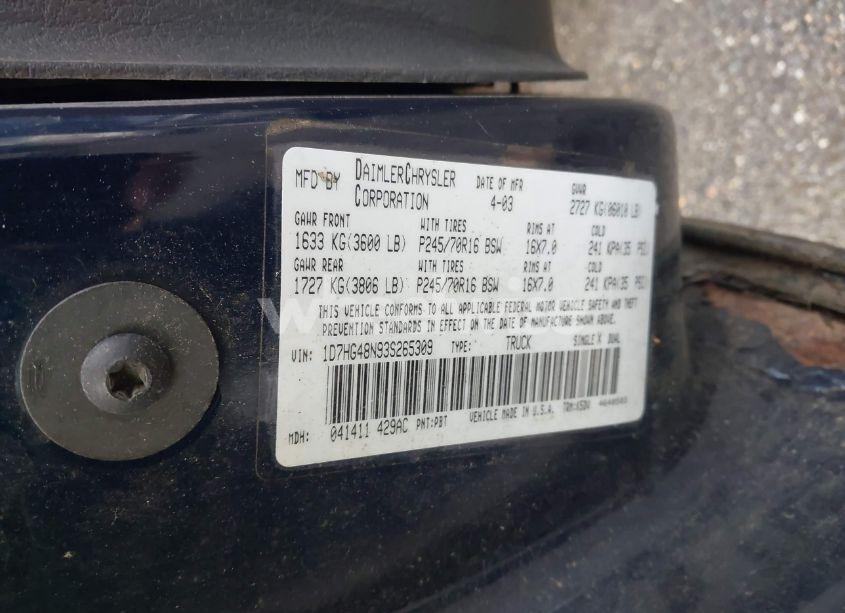 MFD BY DAIMLERCHRYSLER CORPORATION DATE OF MFR 4-03 GVWR 2727 KG(06010 LB)
GAWR FRONT WITH TIRES RIMS AT COLD
1633 KG(3600 LB) P245/70R16 BSW 16X7.0 241 KPA(35 PSI)
GAWR REAR WITH TIRES RIMS AT COLD
1727 KG(3806 LB) P245/70R16 BSW 16X7.0 241 KPA(35 PSI)
THIS VEHICLE CONFORMS TO ALL APPLICABLE FEDERAL MOTOR VEHICLE SAFETY AND THEFT
PREVENTION STANDARDS IN EFFECT ON THE DATE OF MANUFACTURE SHOWN ABOVE.
VIN: 1D7HG48N93S265309 TYPE: TRUCK SINGLE X DUAL
MDH: 041411 429AC PNT:PBT VEHICLE MADE IN U.S.A.